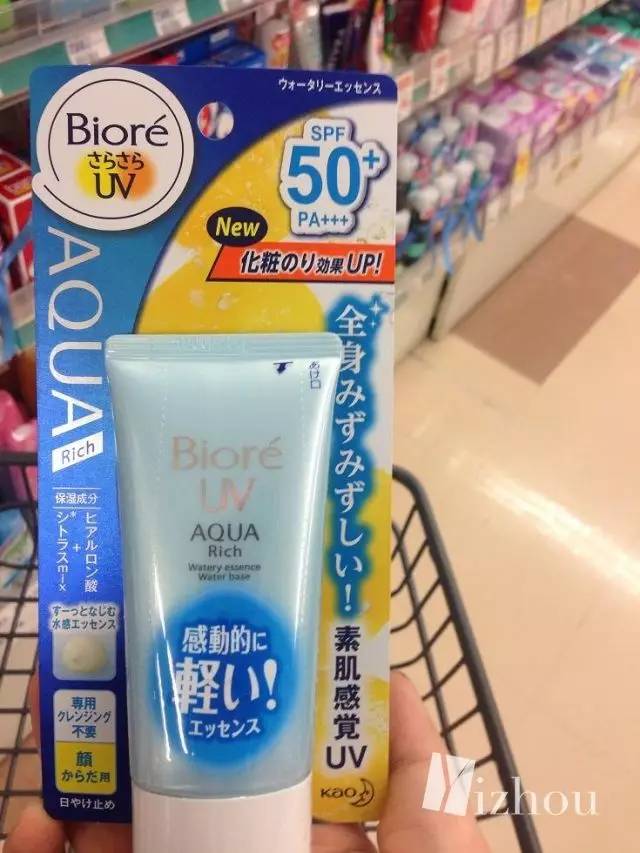 ウォータリーエッセンス
Bioré
さらさら
UV
SPF
50+
PA+++
New
化粧のり効果UP!
AQUA
Rich
全身みずみずしい!
素肌感覚UV
あけ口
Bioré
UV
AQUA
Rich
Watery essence
Water base
感動的に
軽い!
エッセンス
保湿成分
ヒアルロン酸
+
シトラスmix*
すーっとなじむ
水感エッセンス
専用
クレンジング
不要
顔
からだ用
日やけ止め
Kao
Yizhou